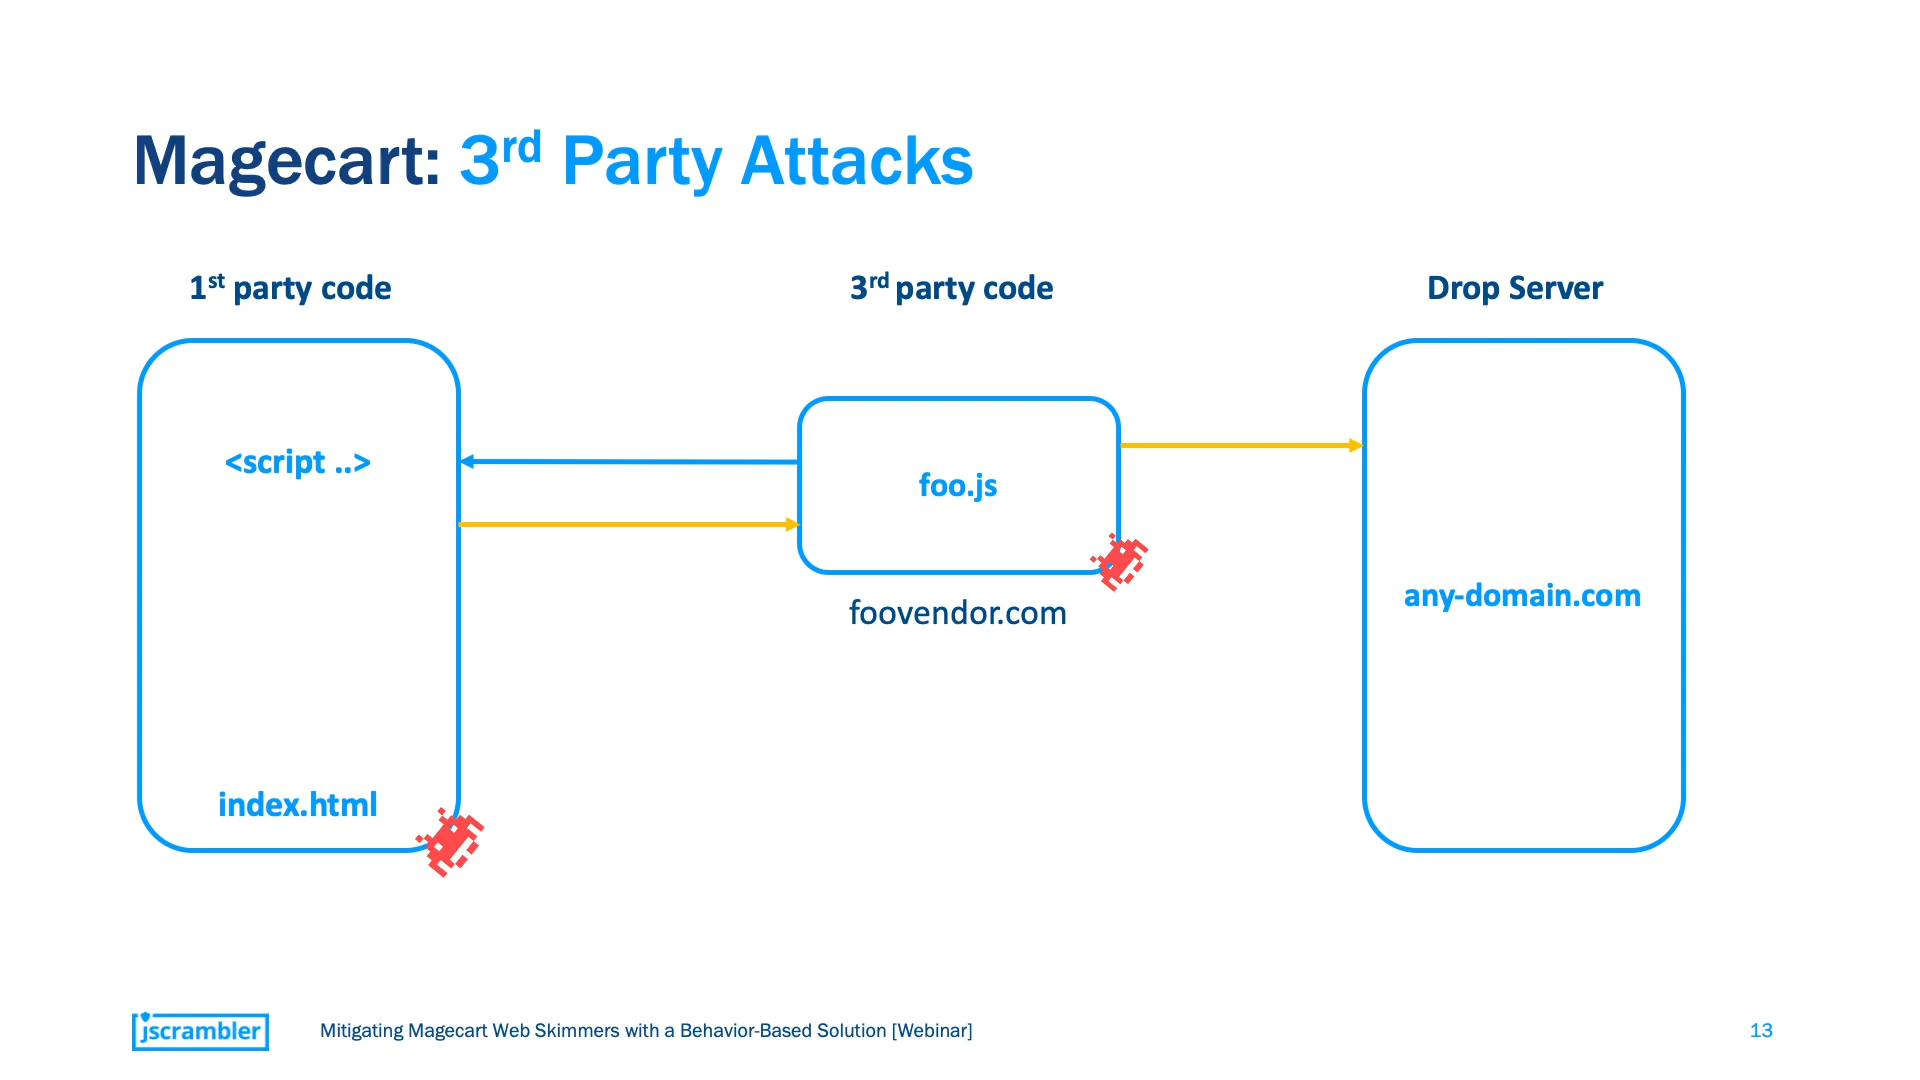 Magecart: 3rd Party Attacks
1st party code
3rd party code
Drop Server
<script ..>
foo.js
any-domain.com
foovendor.com
index.html
jscrambler
Mitigating Magecart Web Skimmers with a Behavior-Based Solution [Webinar]
13